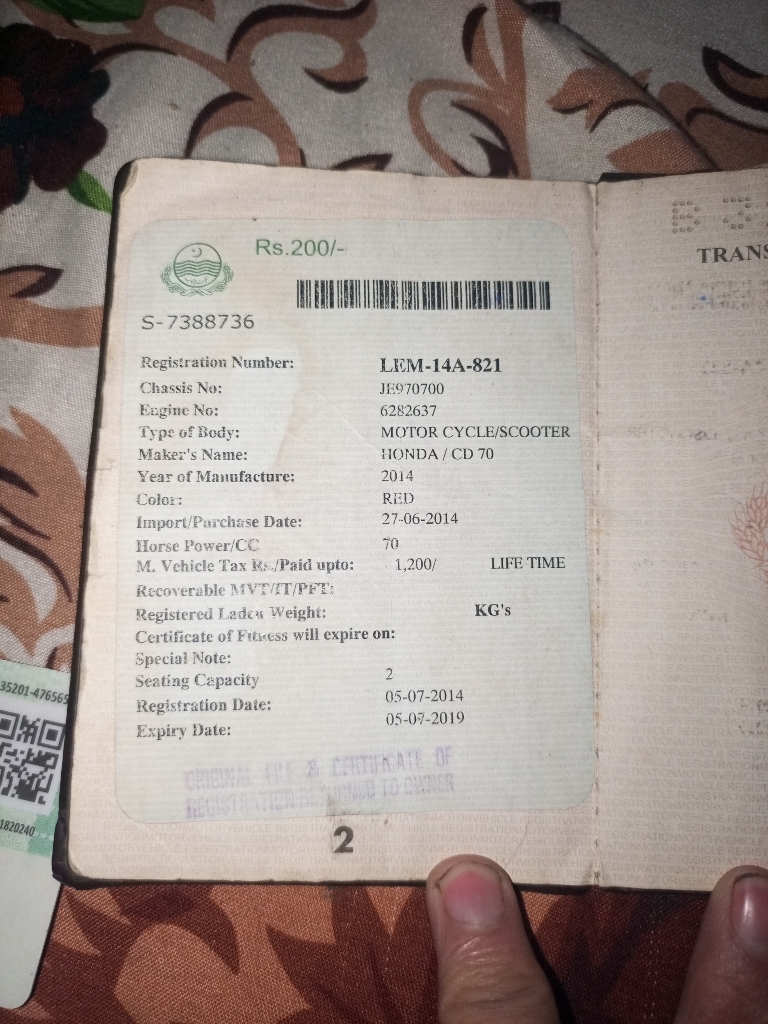 Rs.200/-
S-7388736
Registration Number: LEM-14A-821
Chassis No: JE970700
Engine No: 6282637
Type of Body: MOTOR CYCLE/SCOOTER
Maker's Name: HONDA / CD 70
Year of Manufacture: 2014
Color: RED
Import/Purchase Date: 27-06-2014
Horse Power/CC 70
M. Vehicle Tax Rs./Paid upto: 1,200/ LIFE TIME
Recoverable MVT/IT/PFT:
Registered Laden Weight: KG's
Certificate of Fitness will expire on:
Special Note:
Seating Capacity 2
Registration Date: 05-07-2014
Expiry Date: 05-07-2019
ORIGINAL FILE & CERTIFICATE OF
REGISTRATION RETURNED TO OWNER
2
TRANS
35201-476565
1820240